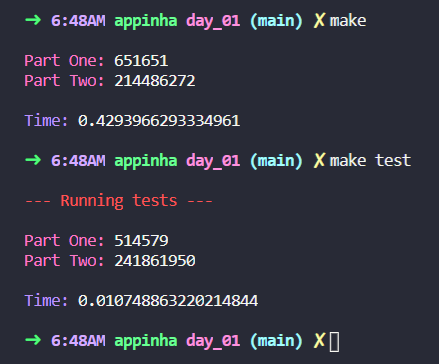 ➜ 6:48AM appinha day_01 (main) ✗ make
Part One: 651651
Part Two: 214486272
Time: 0.4293966293334961
➜ 6:48AM appinha day_01 (main) ✗ make test
--- Running tests ---
Part One: 514579
Part Two: 241861950
Time: 0.010748863220214844
➜ 6:48AM appinha day_01 (main) ✗